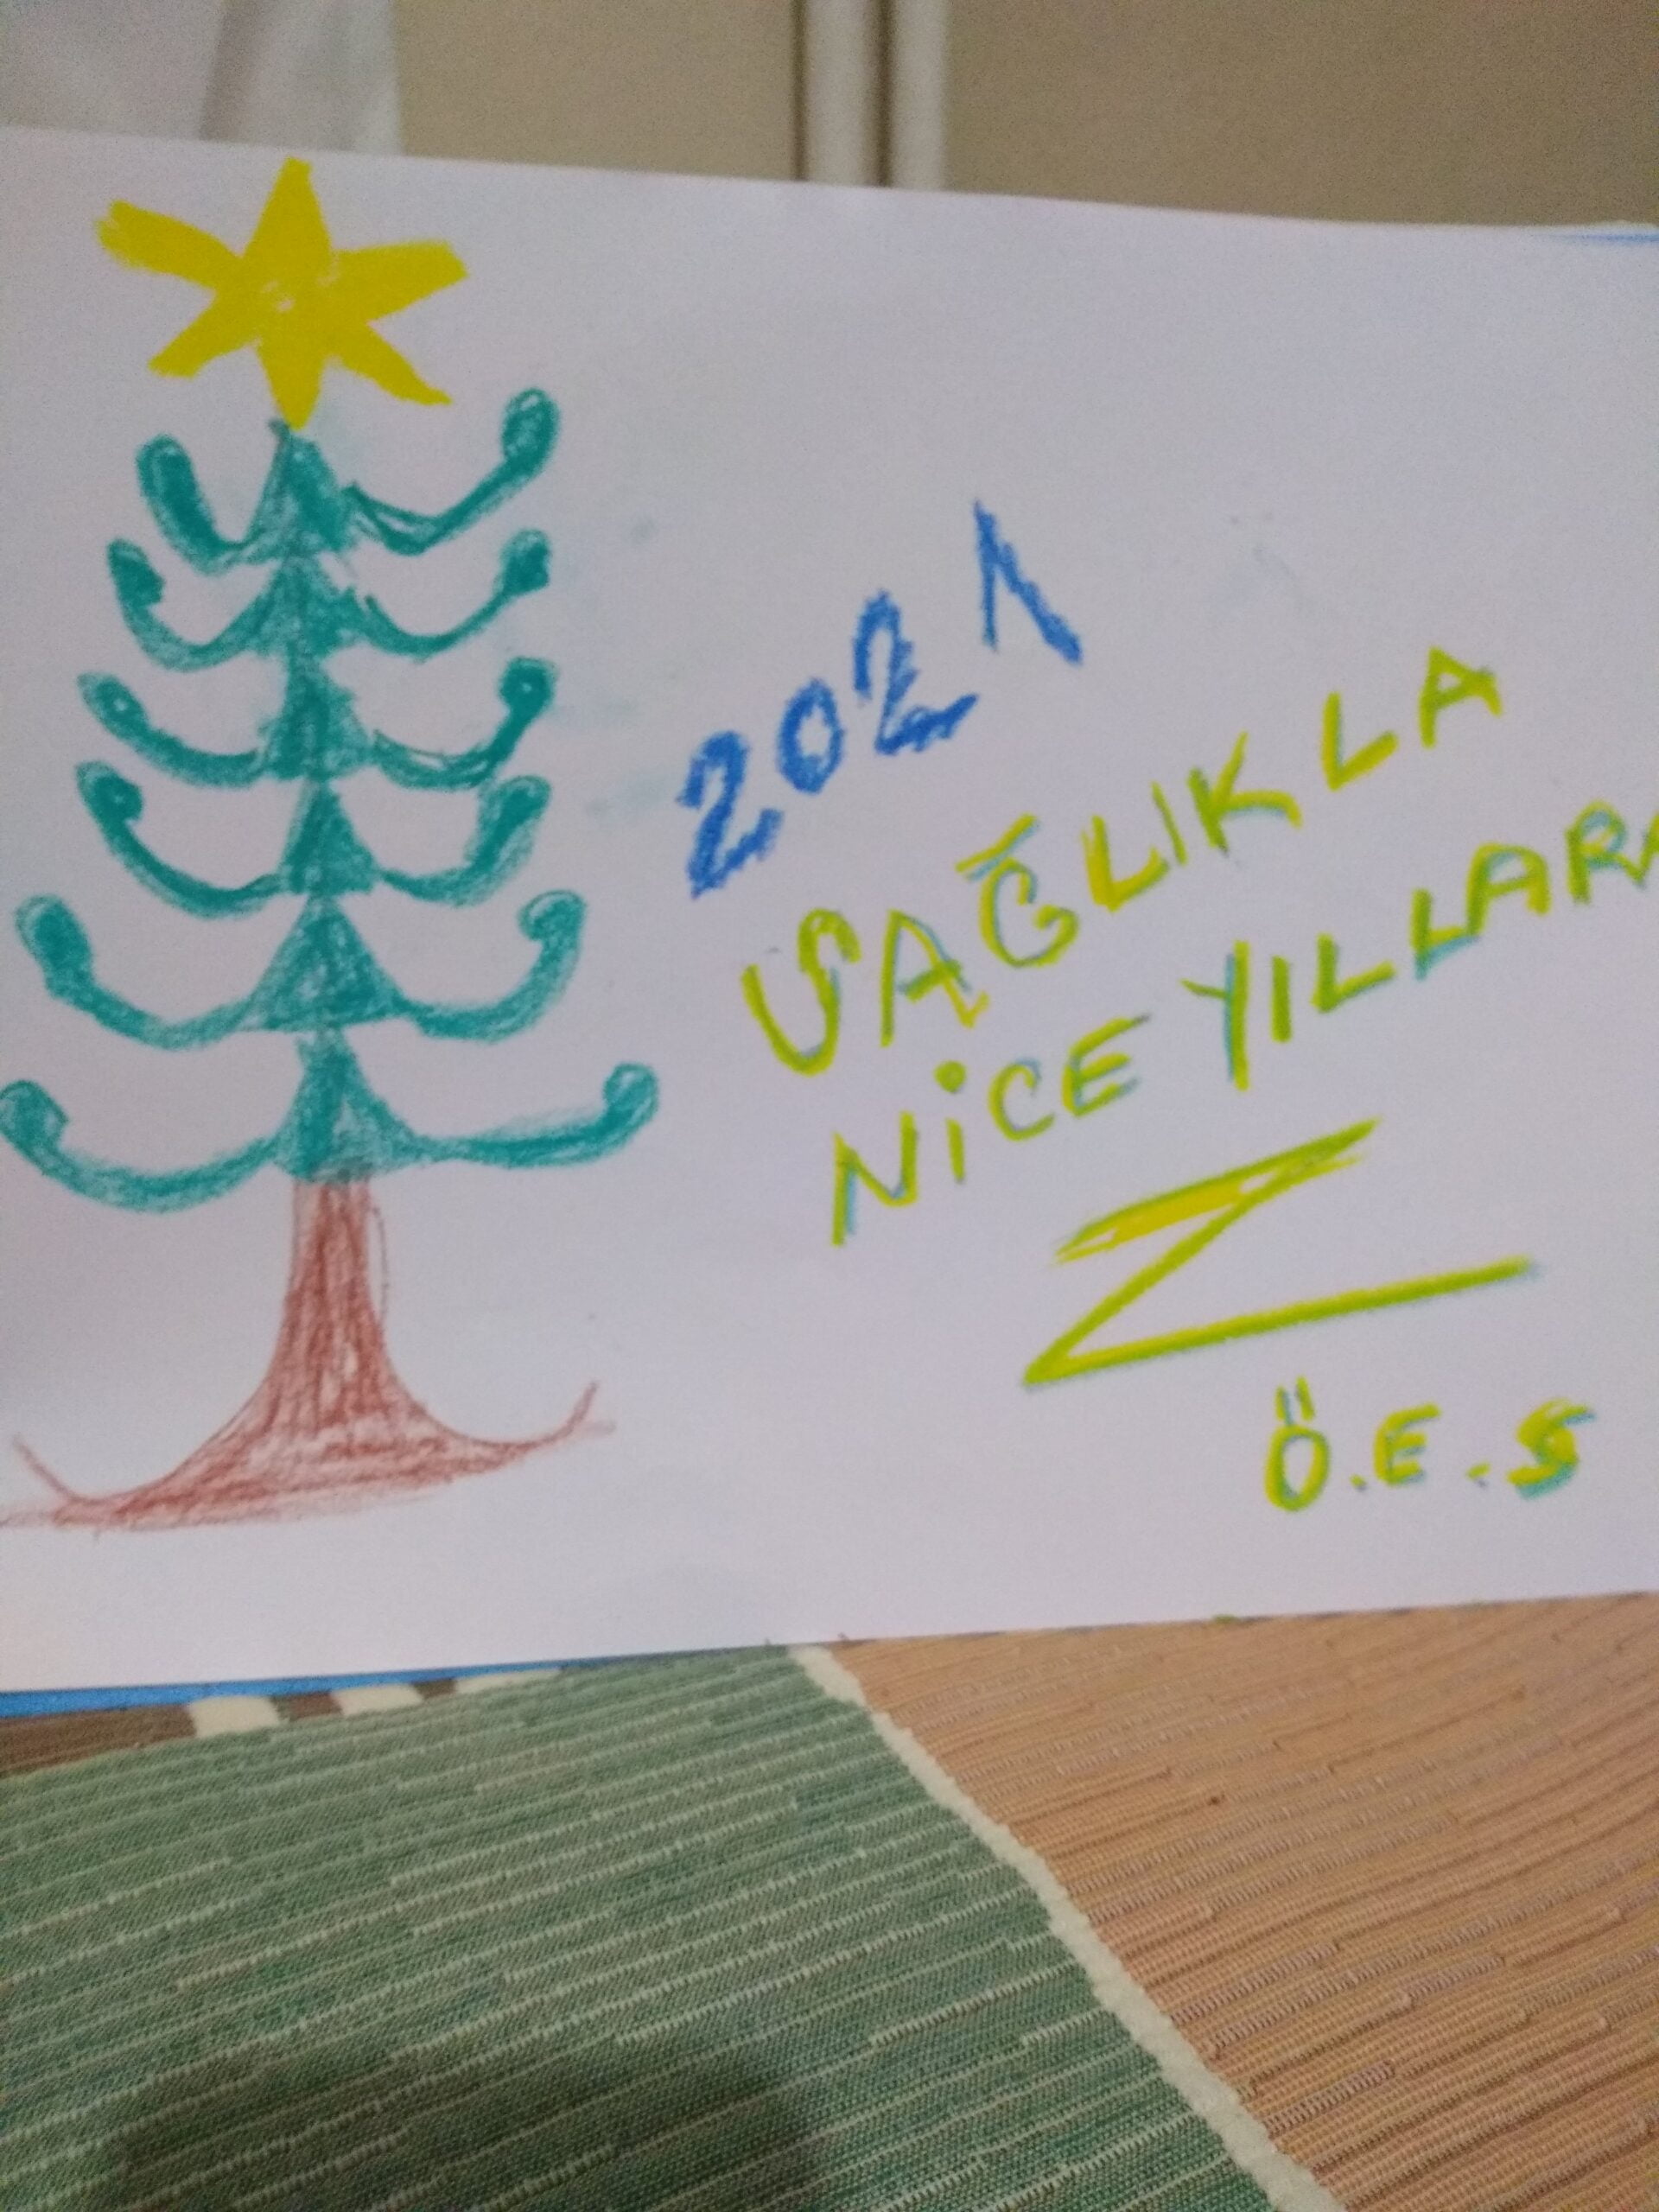 2021
SAĞLIKLA
NİCE YILLARA
Z
Ö.E.S